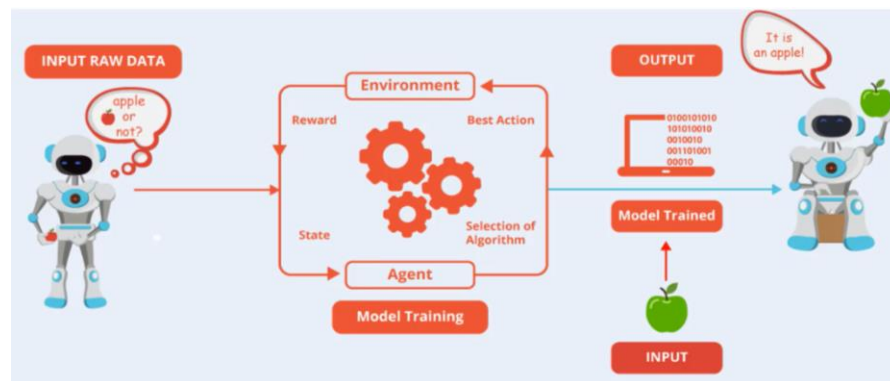 INPUT RAW DATA
apple
or
not?
Environment
Reward
Best Action
State
Selection of
Algorithm
Agent
Model Training
OUTPUT
0100101010
101010010
0010010
001101001
00010
Model Trained
INPUT
It is
an apple!